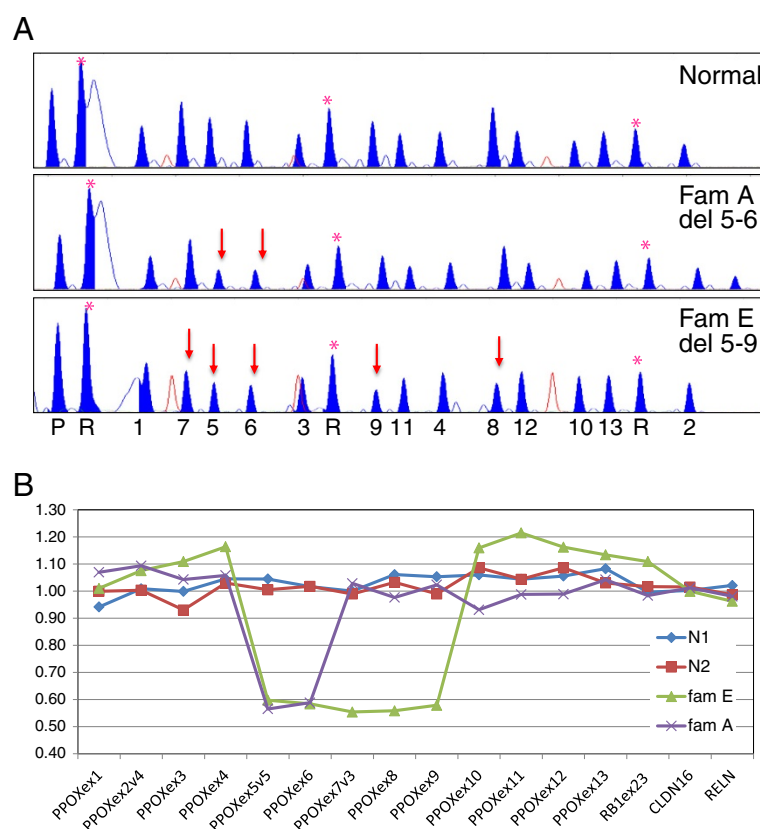 A
*
*
*
Normal
*
*
*
Fam A
del 5-6
*
*
*
Fam E
del 5-9
P R 1 7 5 6 3 R 9 11 4 8 12 10 13 R 2
B
1.30
1.20
1.10
1.00
0.90
0.80
0.70
0.60
0.50
0.40
N1
N2
fam E
fam A
PPOXex1
PPOXex2v4
PPOXex3
PPOXex4
PPOXex5v5
PPOXex6
PPOXex7v3
PPOXex8
PPOXex9
PPOXex10
PPOXex11
PPOXex12
PPOXex13
RB1ex23
CLDN16
RELN